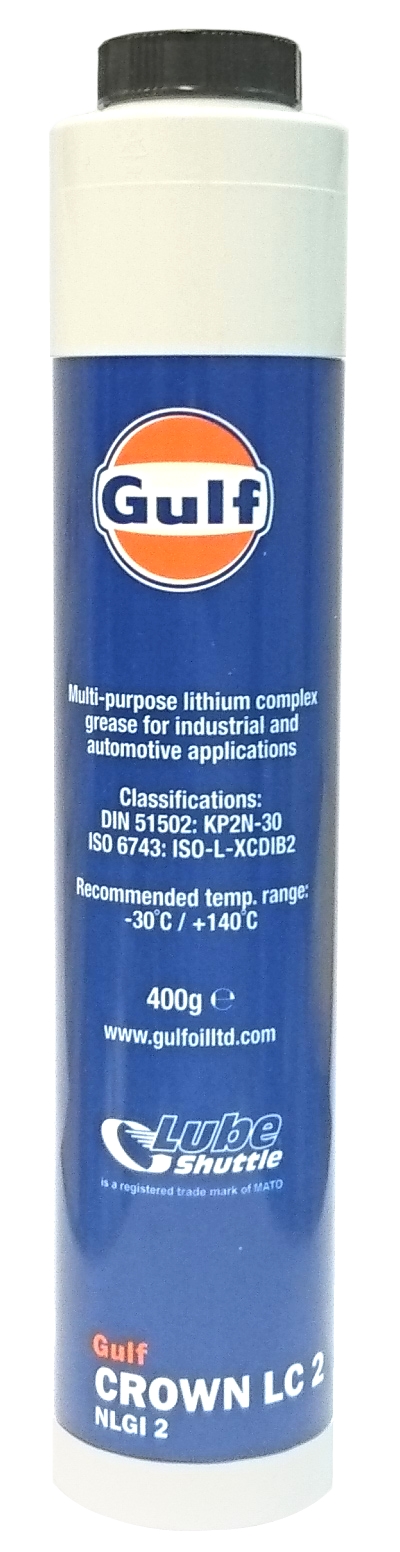 Gulf
Multi-purpose lithium complex
grease for industrial and
automotive applications
Classifications:
DIN 51502: KP2N-30
ISO 6743: ISO-L-XCDIB2
Recommended temp. range:
-30°C / +140°C
400g ℮
www.gulfoilltd.com
Lube
Shuttle
is a registered trade mark of MATO
Gulf
CROWN LC 2
NLGI 2